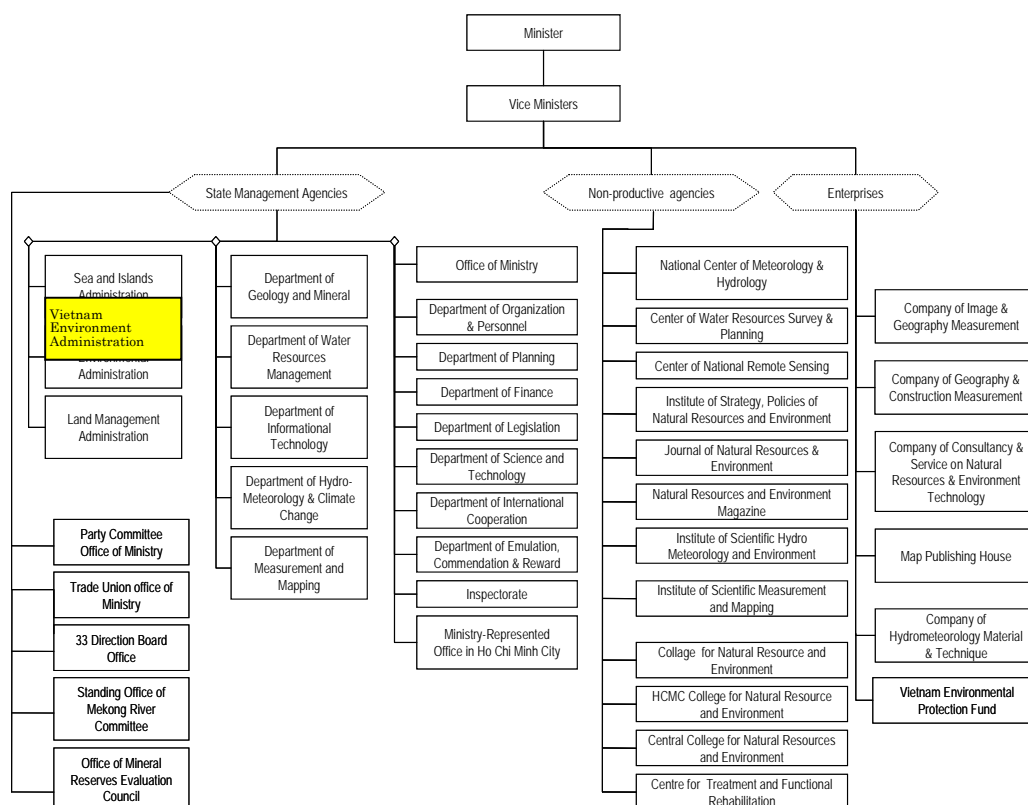 Minister
Vice Ministers
State Management Agencies
Non-productive agencies
Enterprises
Sea and Islands
Administration
Vietnam
Environment
Administration
Environmental
Administration
Land Management
Administration
Party Committee
Office of Ministry
Trade Union office of
Ministry
33 Direction Board
Office
Standing Office of
Mekong River
Committee
Office of Mineral
Reserves Evaluation
Council
Department of
Geology and Mineral
Department of Water
Resources
Management
Department of
Informational
Technology
Department of Hydro-
Meteorology & Climate
Change
Department of
Measurement and
Mapping
Office of Ministry
Department of Organization
& Personnel
Department of Planning
Department of Finance
Department of Legislation
Department of Science and
Technology
Department of International
Cooperation
Department of Emulation,
Commendation & Reward
Inspectorate
Ministry-Represented
Office in Ho Chi Minh City
National Center of Meteorology &
Hydrology
Center of Water Resources Survey &
Planning
Center of National Remote Sensing
Institute of Strategy, Policies of
Natural Resources and Environment
Journal of Natural Resources &
Environment
Natural Resources and Environment
Magazine
Institute of Scientific Hydro
Meteorology and Environment
Institute of Scientific Measurement
and Mapping
Collage for Natural Resource and
Environment
HCMC College for Natural Resource
and Environment
Central College for Natural Resources
and Environment
Centre for Treatment and Functional
Rehabilitation
Company of Image &
Geography Measurement
Company of Geography &
Construction Measurement
Company of Consultancy &
Service on Natural
Resources & Environment
Technology
Map Publishing House
Company of
Hydrometeorology Material
& Technique
Vietnam Environmental
Protection Fund